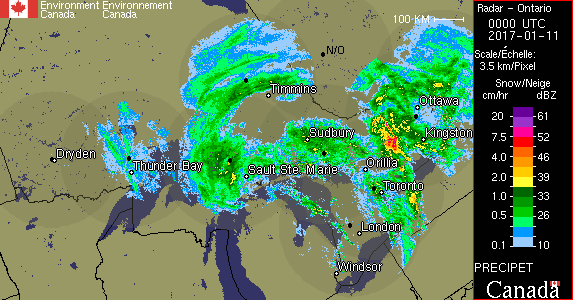 Environment Environnement
Canada Canada
100 KM
N/O
Timmins
Ottawa
Sudbury
Kingston
Dryden
Thunder Bay
Sault Ste. Marie
Orillia
Toronto
London
Windsor
Radar - Ontario
0000 UTC
2017-01-11
Scale/Échelle:
3.5 km/Pixel
Snow/Neige
cm/hr dBZ
20 61
7.5 52
4.0 46
2.0 39
1.0 33
0.5 26
0.1 10
PRECIPET
Canada